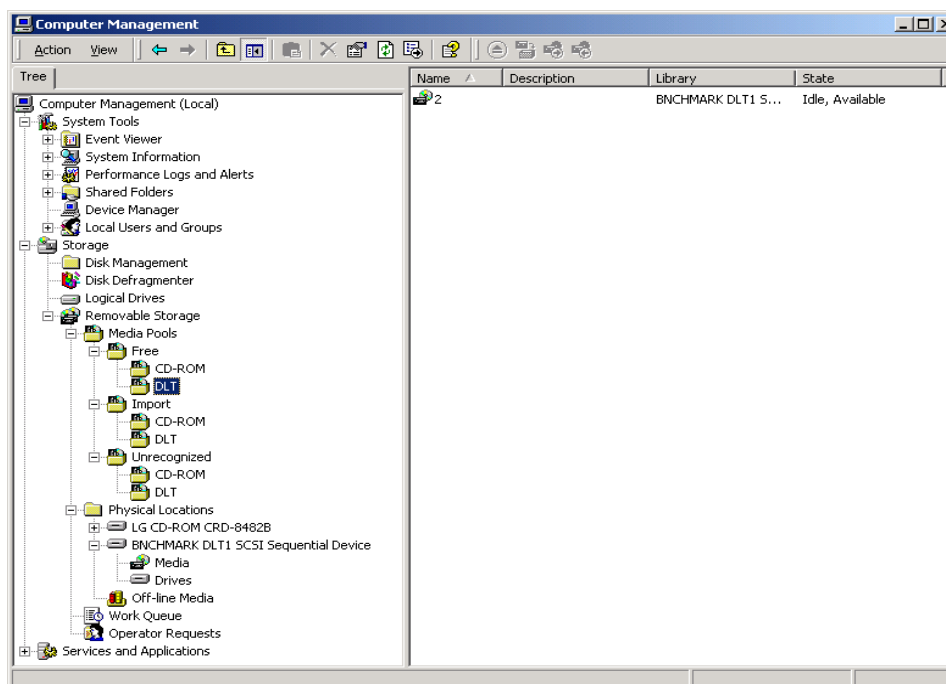 Computer Management
Action View
Tree
Name Description Library State
Computer Management (Local)
2 BNCHMARK DLT1 S... Idle, Available
System Tools
Event Viewer
System Information
Performance Logs and Alerts
Shared Folders
Device Manager
Local Users and Groups
Storage
Disk Management
Disk Defragmenter
Logical Drives
Removable Storage
Media Pools
Free
CD-ROM
DLT
Import
CD-ROM
DLT
Unrecognized
CD-ROM
DLT
Physical Locations
LG CD-ROM CRD-8482B
BNCHMARK DLT1 SCSI Sequential Device
Media
Drives
Off-line Media
Work Queue
Operator Requests
Services and Applications